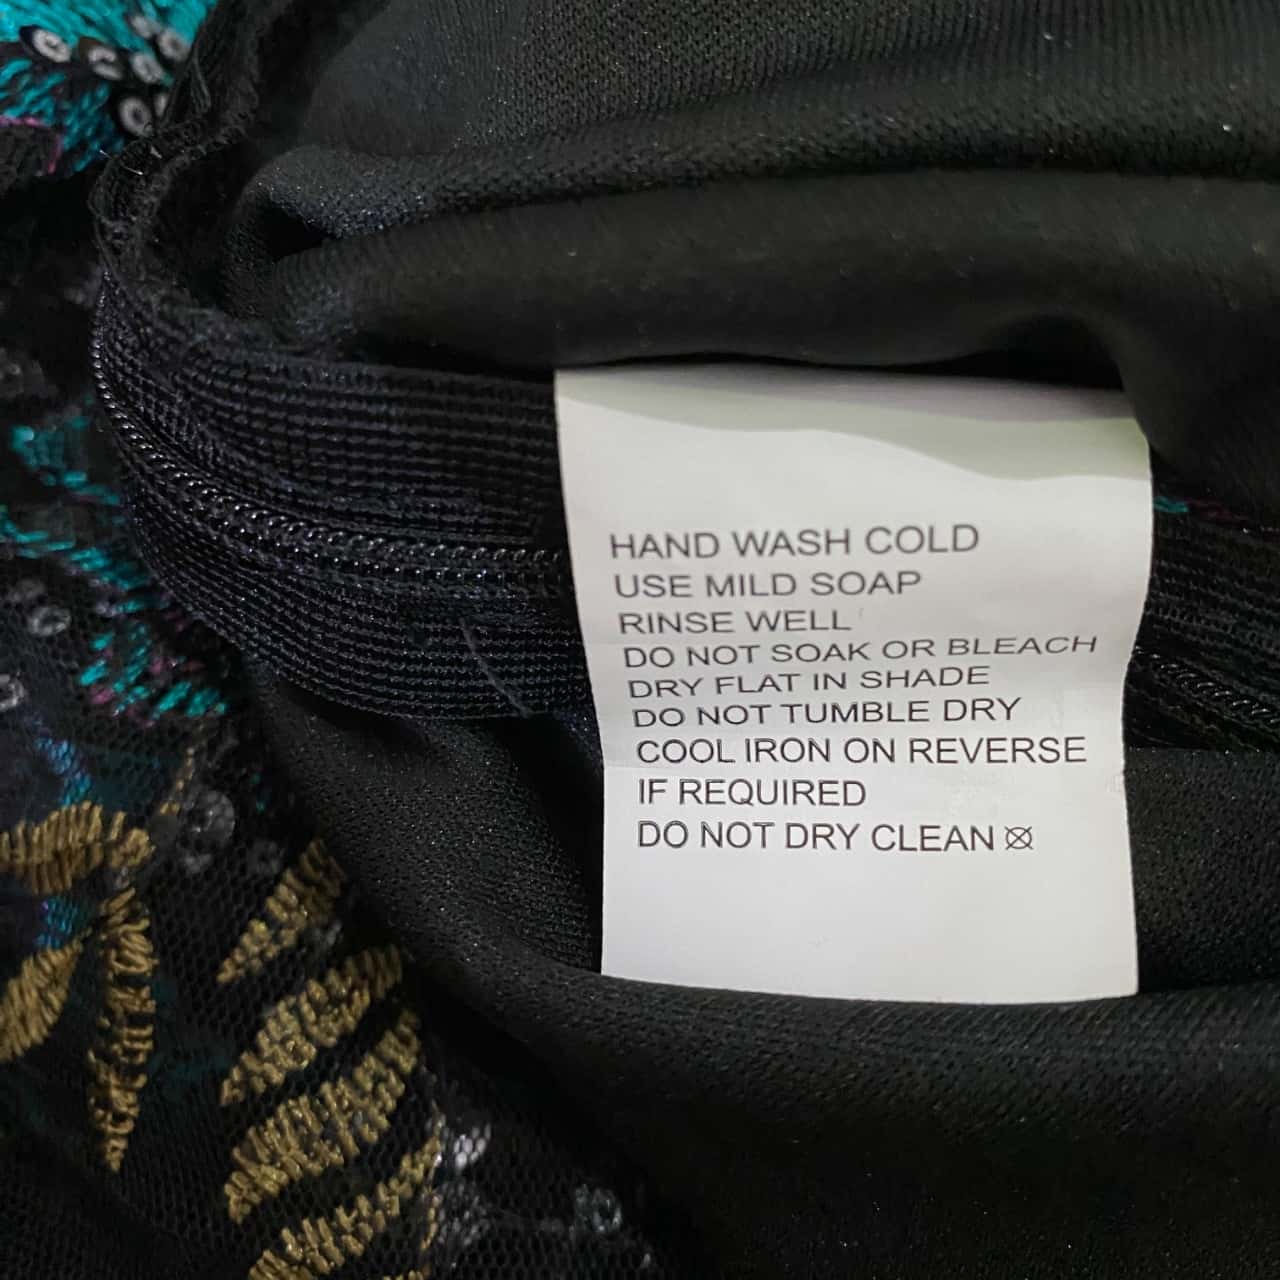 HAND WASH COLD
USE MILD SOAP
RINSE WELL
DO NOT SOAK OR BLEACH
DRY FLAT IN SHADE
DO NOT TUMBLE DRY
COOL IRON ON REVERSE
IF REQUIRED
DO NOT DRY CLEAN